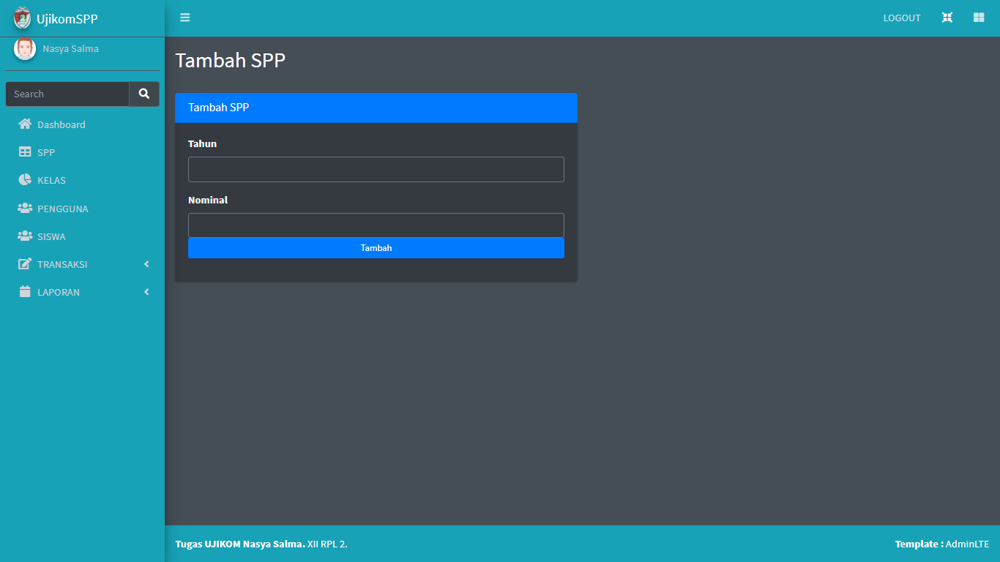 UjikomSPP
LOGOUT
Nasya Salma
Search
Dashboard
SPP
KELAS
PENGGUNA
SISWA
TRANSAKSI
LAPORAN
Tambah SPP
Tambah SPP
Tahun
Nominal
Tambah
Tugas UJIKOM Nasya Salma. XII RPL 2.
Template : AdminLTE